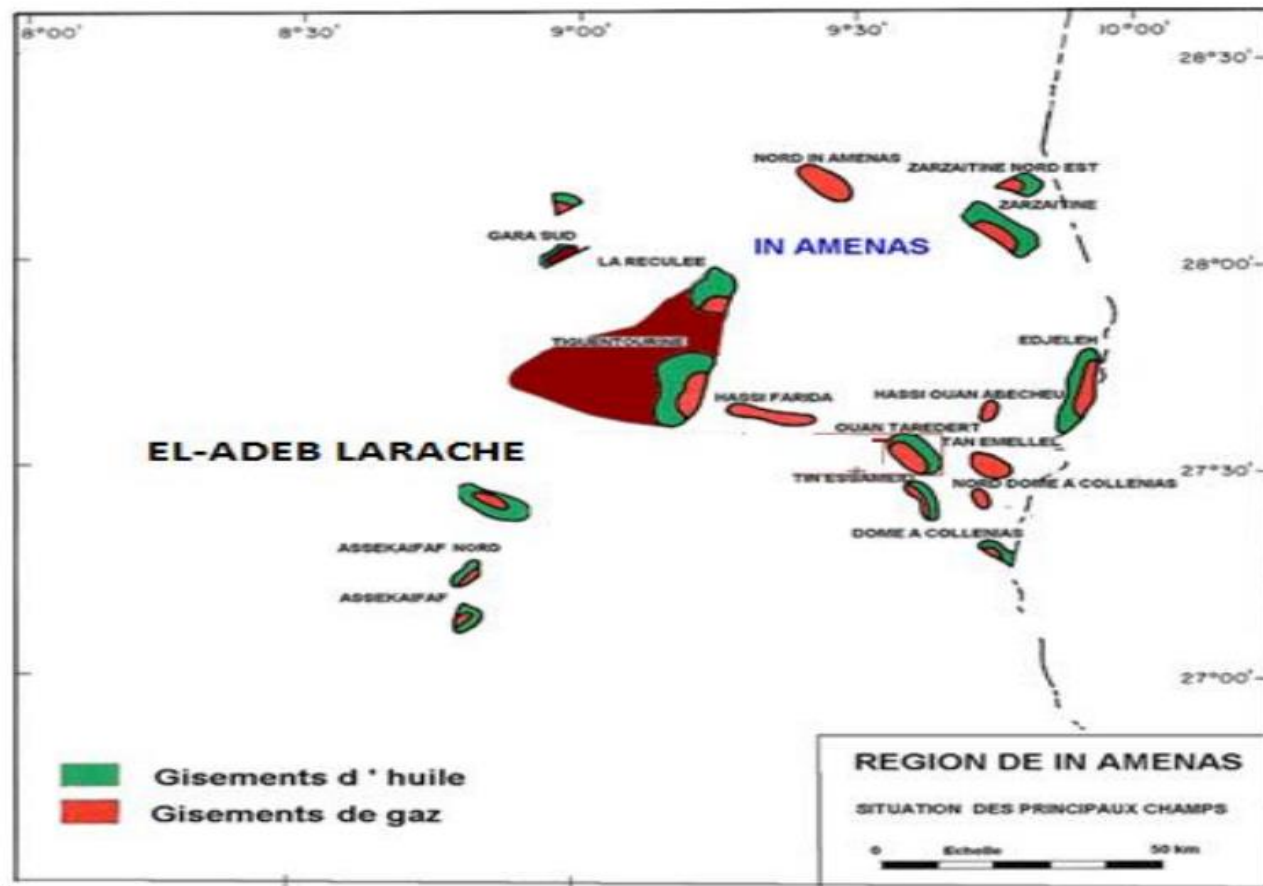 8°00' 8°30' 9°00' 9°30' 10°00'
28°30'
NORD IN AMENAS
ZARZAITINE NORD EST
ZARZAITINE
GARA SUD
IN AMENAS
LA RECULEE
28°00'
TIGUENTOURINE
EDJELEH
HASSI FARIDA
HASSI OUAN ABECHEU
OUAN TAREDERT
TAN EMELLEL
EL-ADEB LARACHE
27°30'
NORD DOME A COLLENIAS
DOME A COLLENIAS
ASSEKAIFAF NORD
ASSEKAIFAF
27°00'
Gisements d ' huile
Gisements de gaz
REGION DE IN AMENAS
SITUATION DES PRINCIPAUX CHAMPS
0 Echelle 50 km